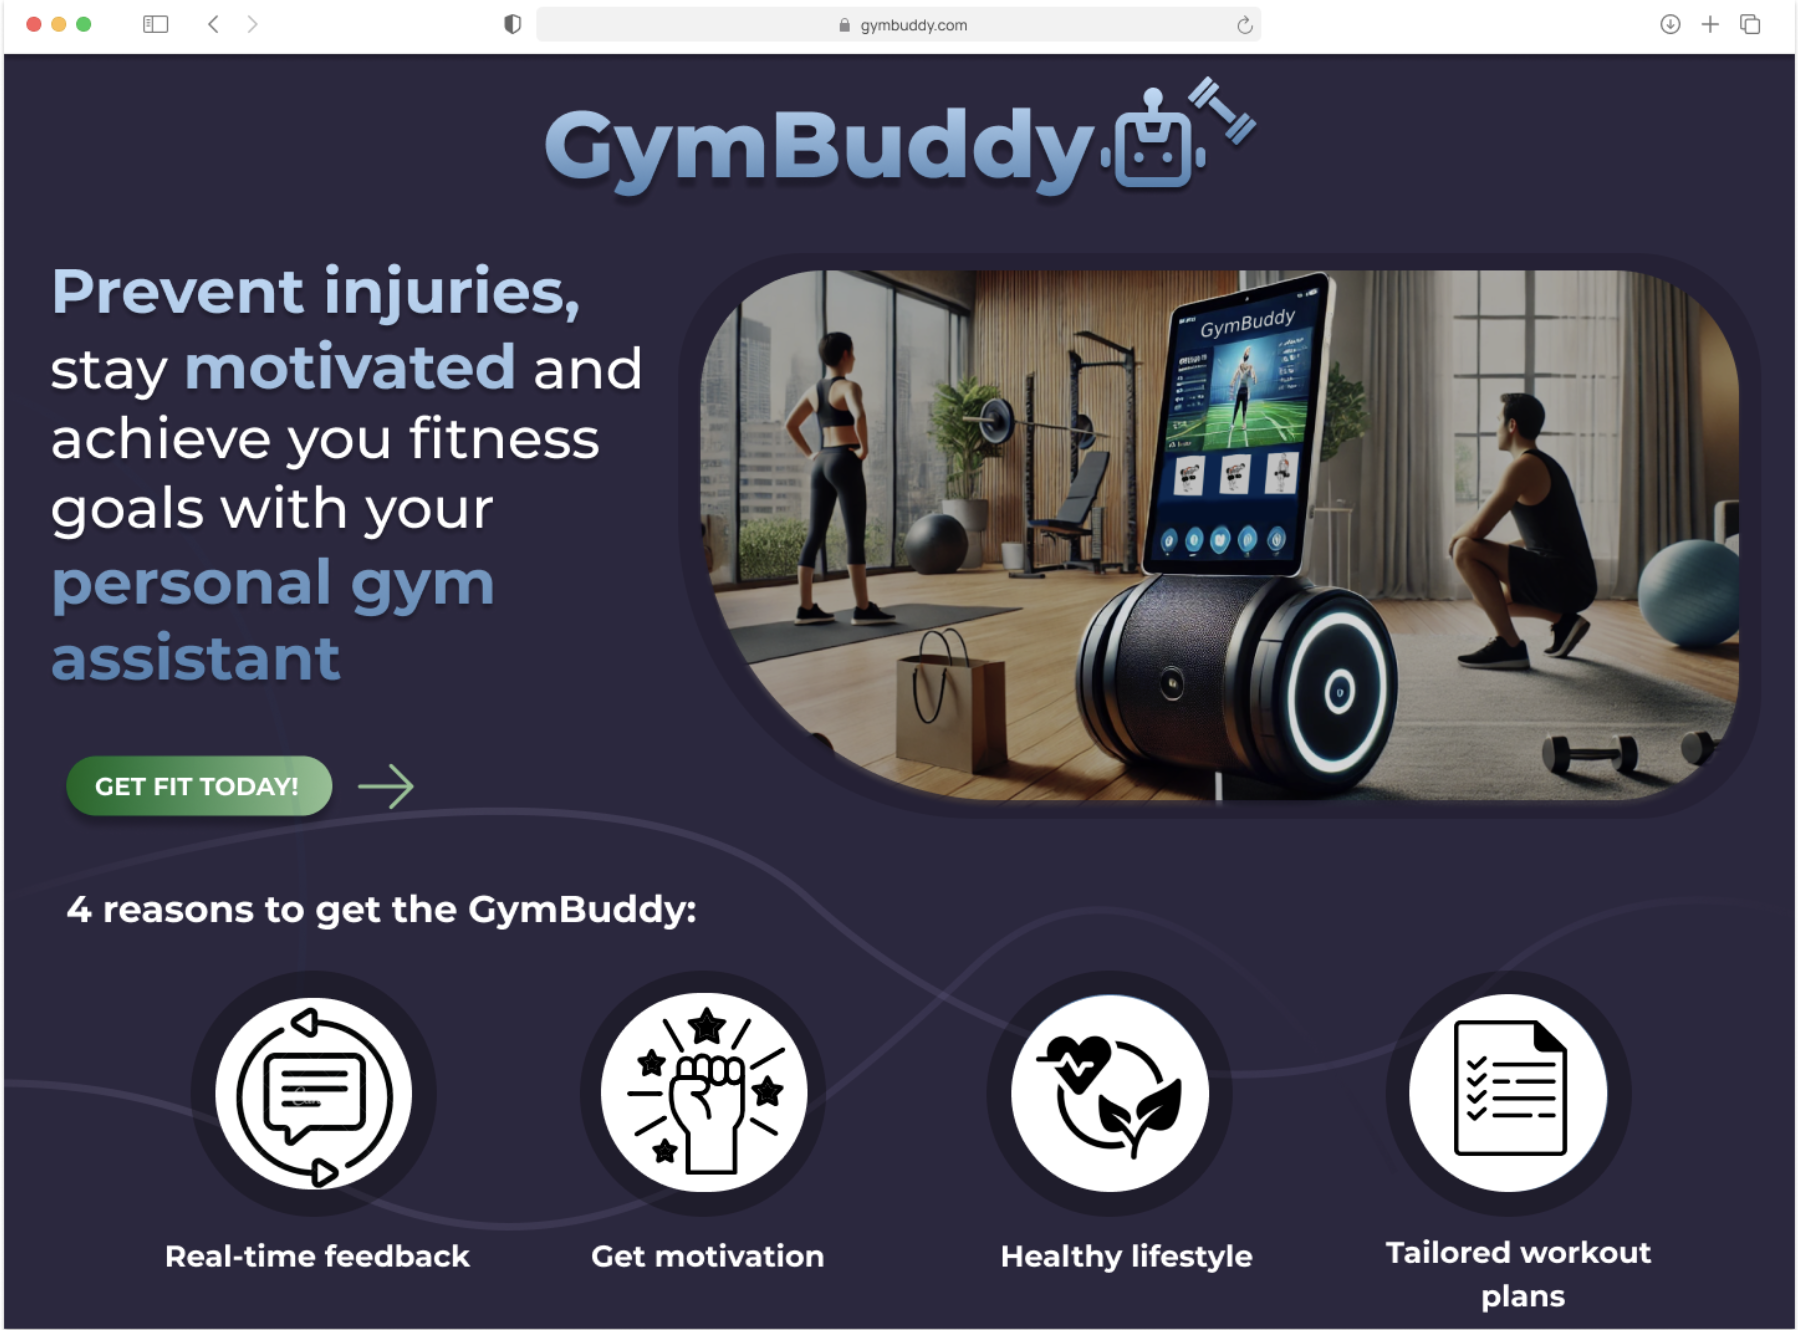 gymbuddy.com
GymBuddy
Prevent injuries,
stay motivated and
achieve you fitness
goals with your
personal gym
assistant
GymBuddy
GET FIT TODAY!
4 reasons to get the GymBuddy:
Real-time feedback
Get motivation
Healthy lifestyle
Tailored workout
plans